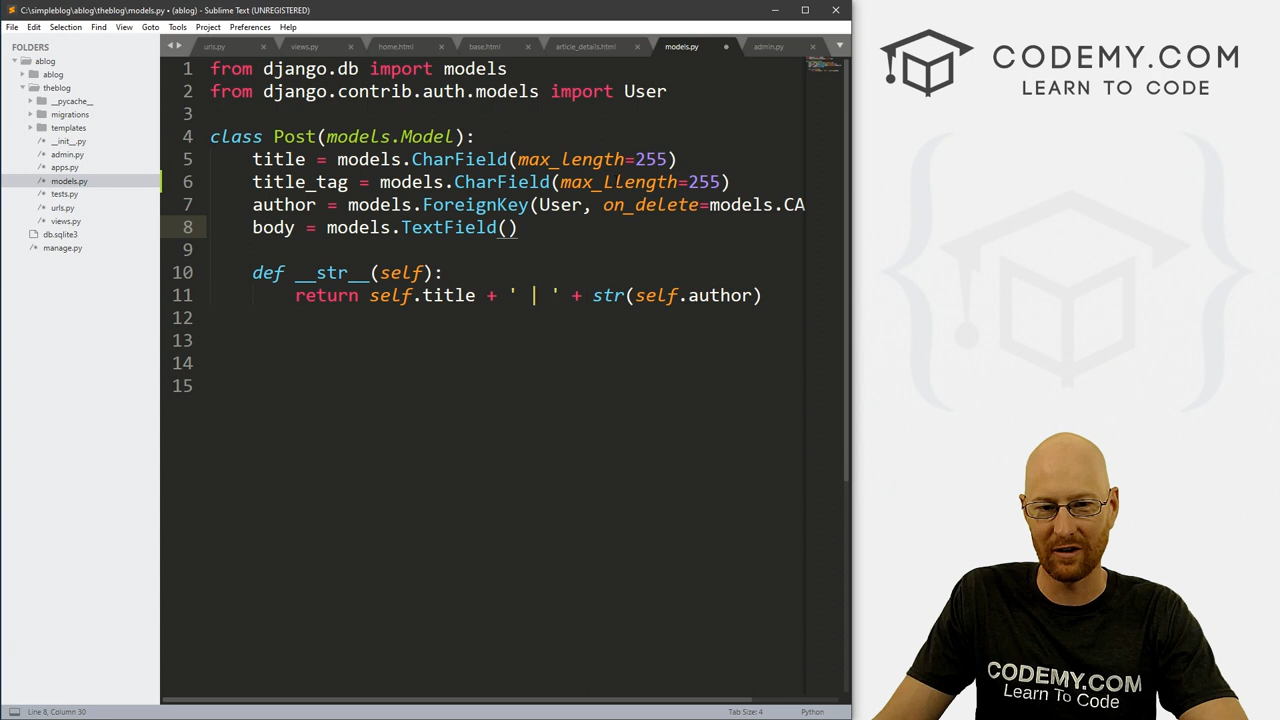 C:\simpleblog\ablog\theblog\models.py • (ablog) - Sublime Text (UNREGISTERED)
File Edit Selection Find View Goto Tools Project Preferences Help
FOLDERS
ablog
ablog
theblog
__pycache__
migrations
templates
__init__.py
admin.py
apps.py
models.py
tests.py
urls.py
views.py
db.sqlite3
manage.py
urls.py views.py home.html base.html article_details.html models.py admin.py
1 from django.db import models
2 from django.contrib.auth.models import User
3
4 class Post(models.Model):
5 title = models.CharField(max_length=255)
6 title_tag = models.CharField(max_Llength=255)
7 author = models.ForeignKey(User, on_delete=models.CA
8 body = models.TextField()
9
10 def __str__(self):
11 return self.title + ' | ' + str(self.author)
12
13
14
15
Line 8, Column 30
Tab Size: 4
Python
CODEMY.COM
LEARN TO CODE
CODEMY.COM
Learn To Code